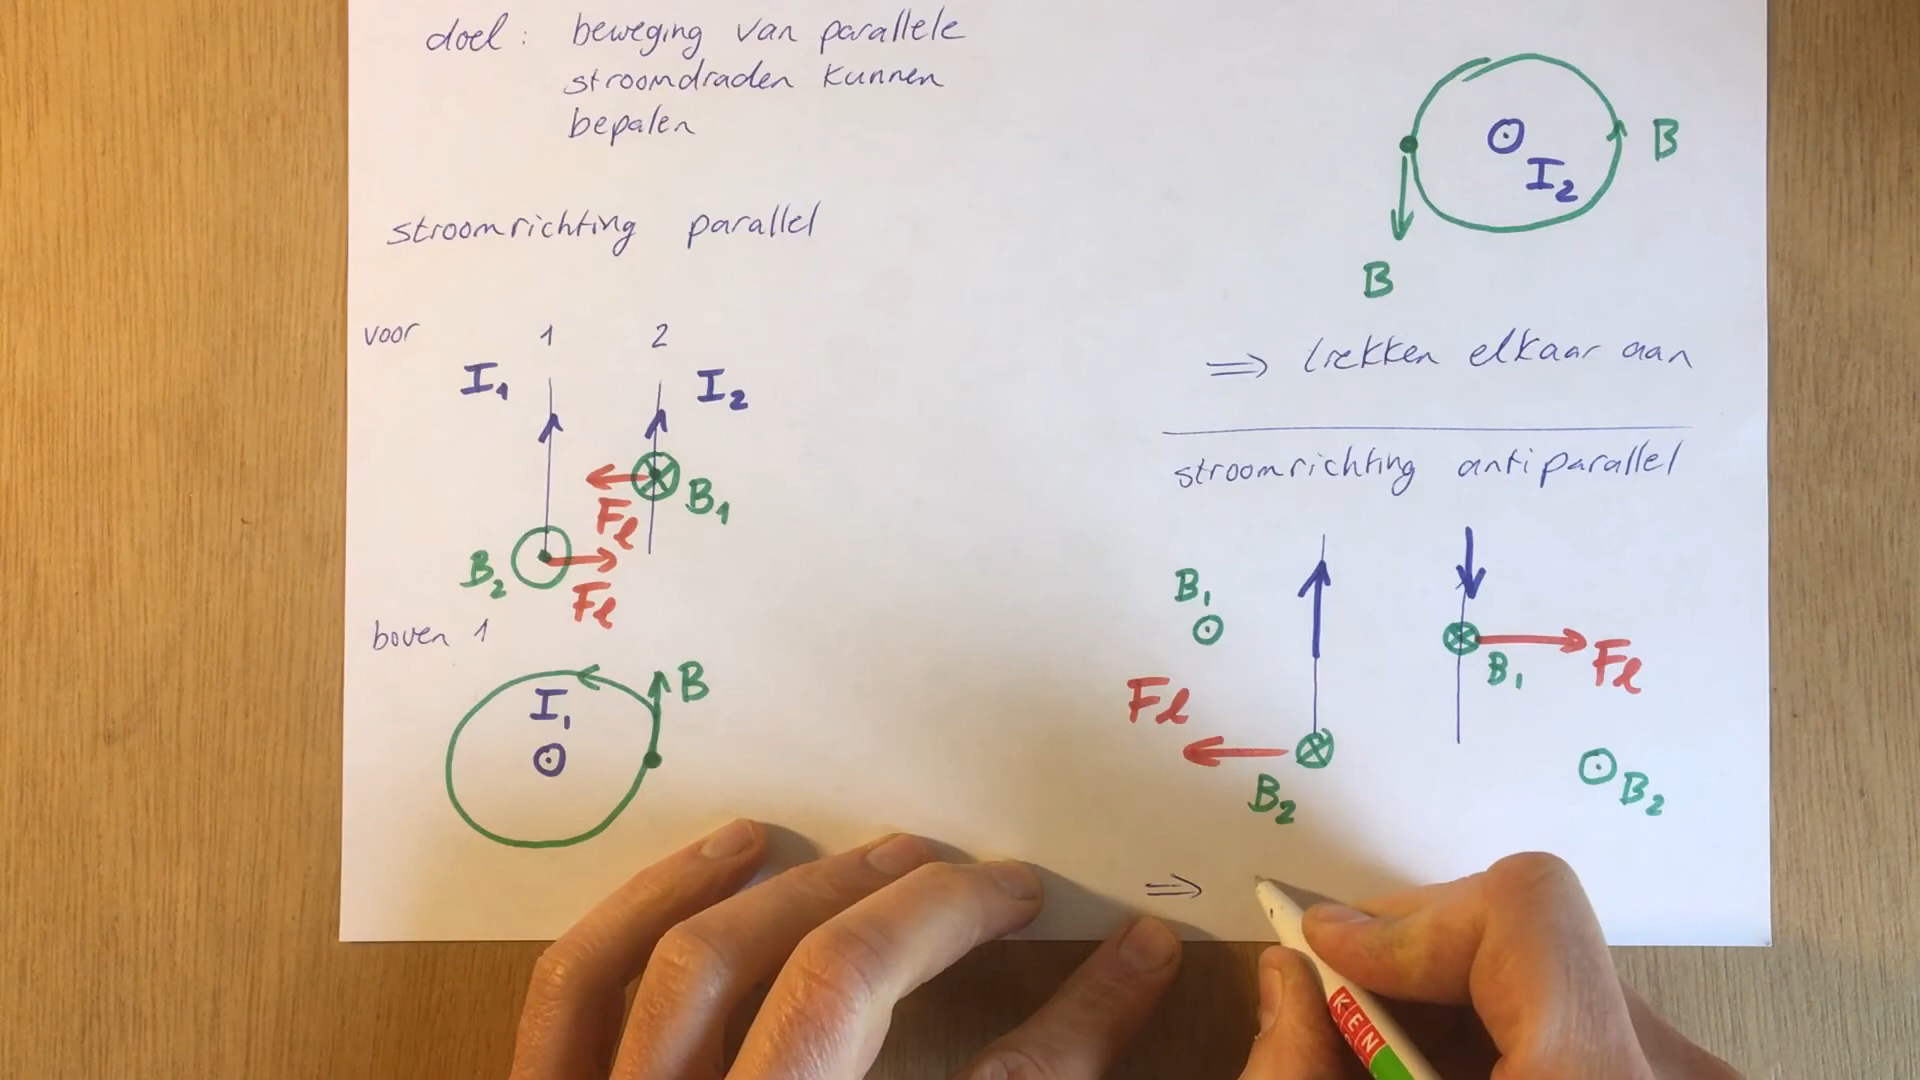 doel: beweging van parallele
stroomdraden kunnen
bepalen
stroomrichting parallel
voor 1 2
I₁ I₂
Fl B₁
B₂ Fl
boven 1
I₁ B
I₂ B
B
⇒ trekken elkaar aan
stroomrichting antiparallel
B₁
B₁ Fl
Fl
B₂ B₂
⇒
KEN